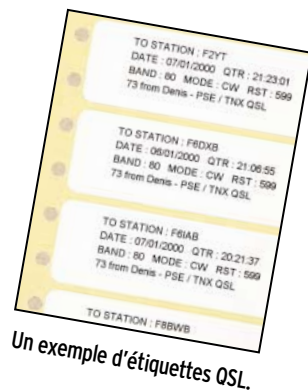 TO STATION : F2YT
DATE : 07/01/2000 QTR : 21:23:01
BAND : 80 MODE : CW RST : 599
73 from Denis - PSE / TNX QSL
TO STATION : F6DXB
DATE : 06/01/2000 QTR : 21:06:55
BAND : 80 MODE : CW RST : 599
73 from Denis - PSE / TNX QSL
TO STATION : F6IAB
DATE : 07/01/2000 QTR : 20:21:37
BAND : 80 MODE : CW RST : 599
73 from Denis - PSE / TNX QSL
TO STATION : F8BWB
Un exemple d'étiquettes QSL.